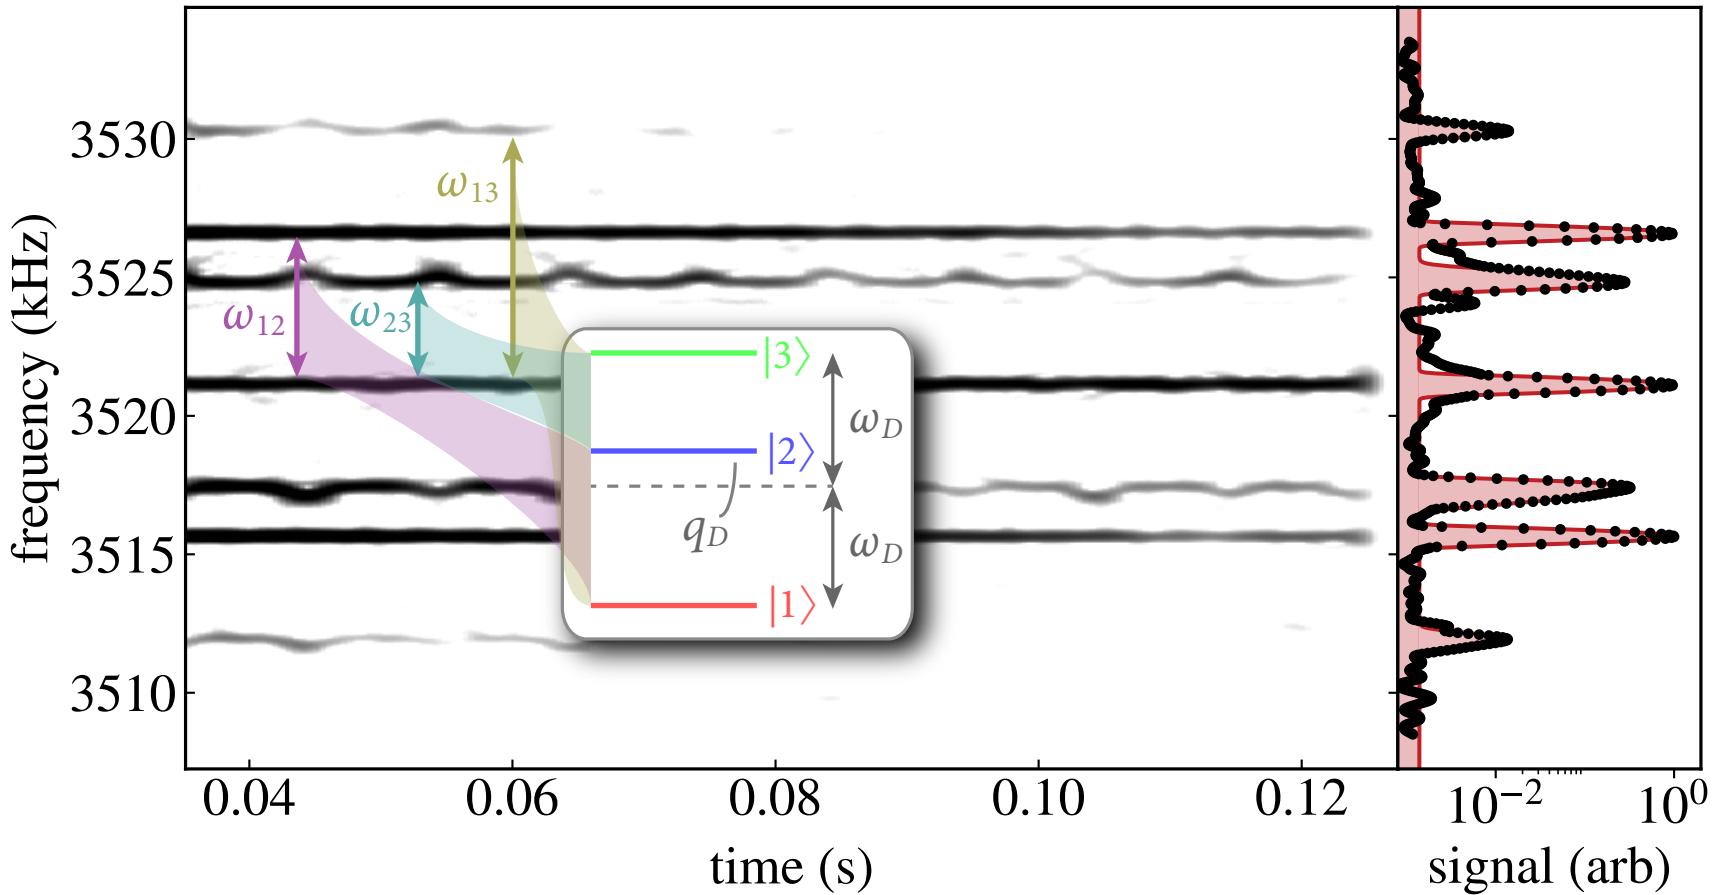 frequency (kHz)
3530
3525
3520
3515
3510
ω13
ω12
ω23
|3⟩
|2⟩
|1⟩
ωD
ωD
qD
0.04 0.06 0.08 0.10 0.12
time (s)
10−2 100
signal (arb)